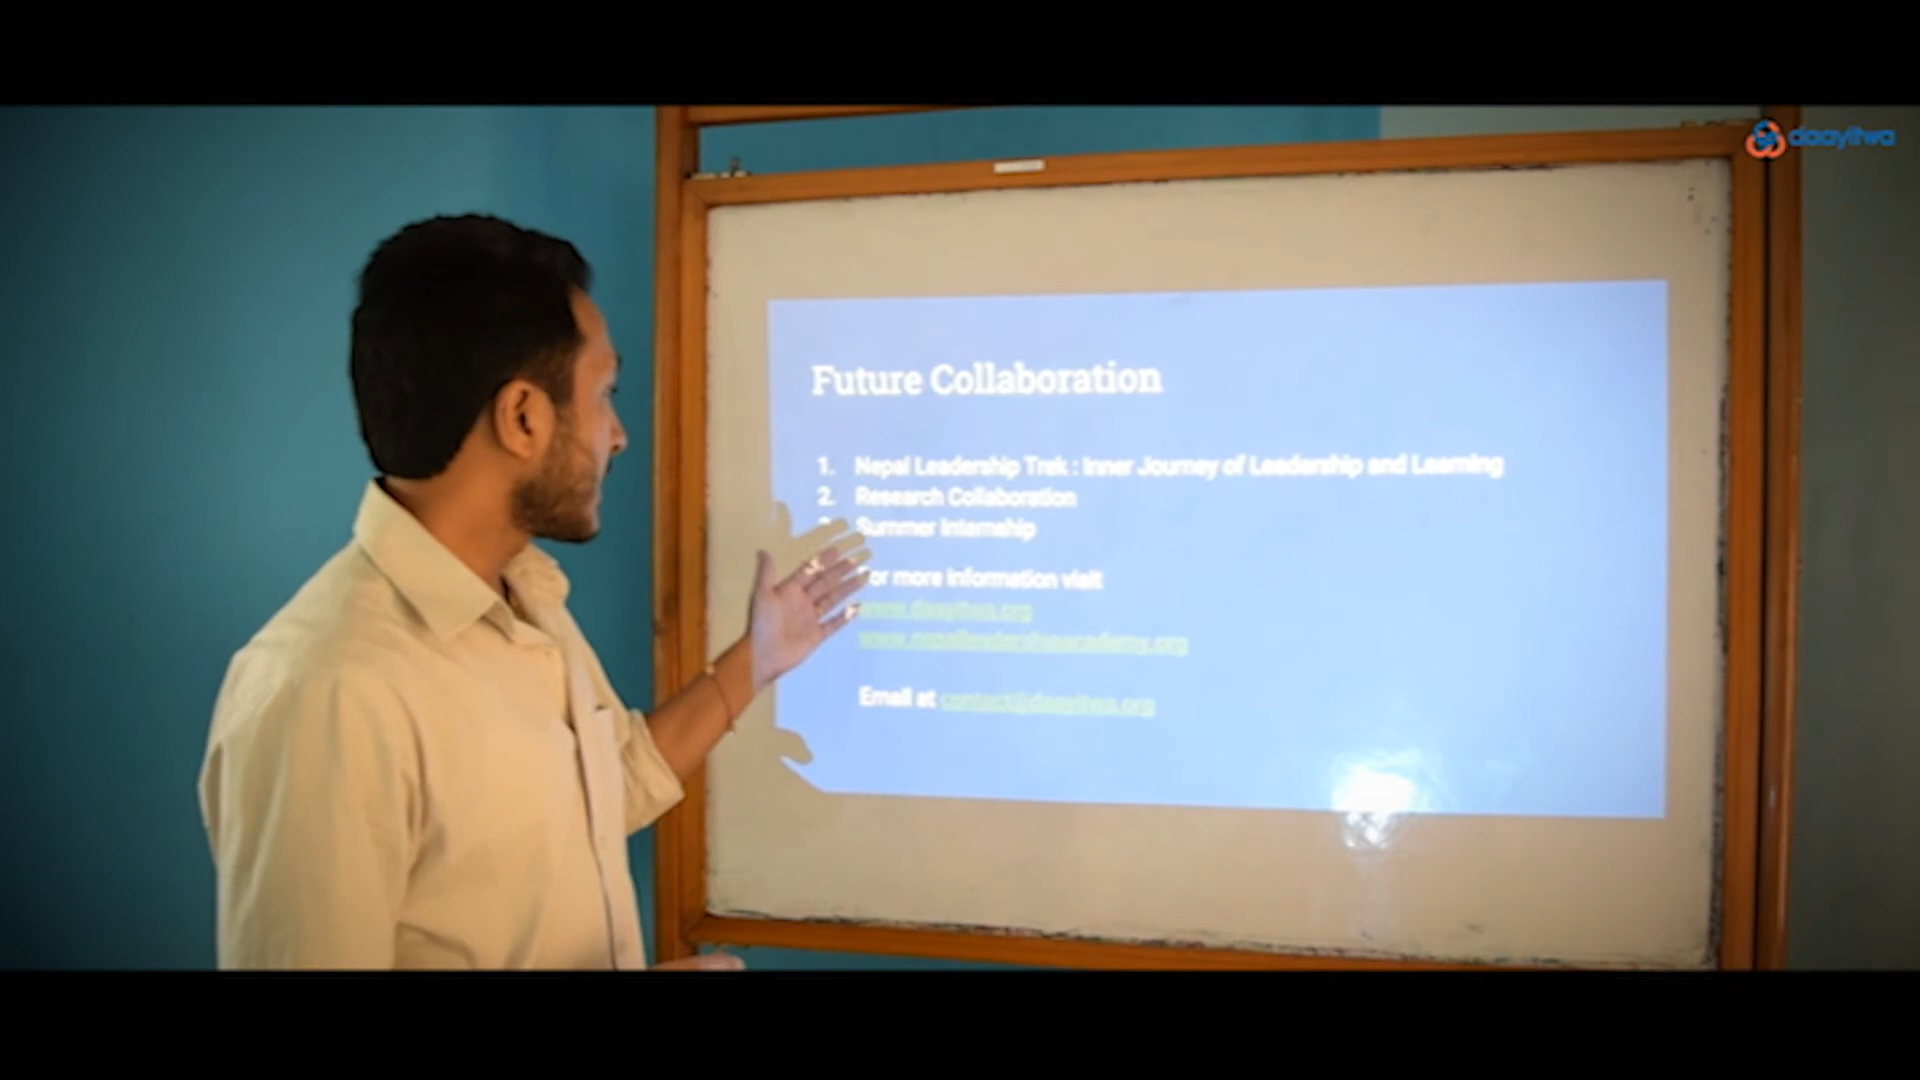 daayitwa
Future Collaboration
1. Nepal Leadership Trek : Inner Journey of Leadership and Learning
2. Research Collaboration
3. Summer Internship
For more information visit
www.daayitwa.org
www.nepalleadershipacademy.org
Email at contact@daayitwa.org